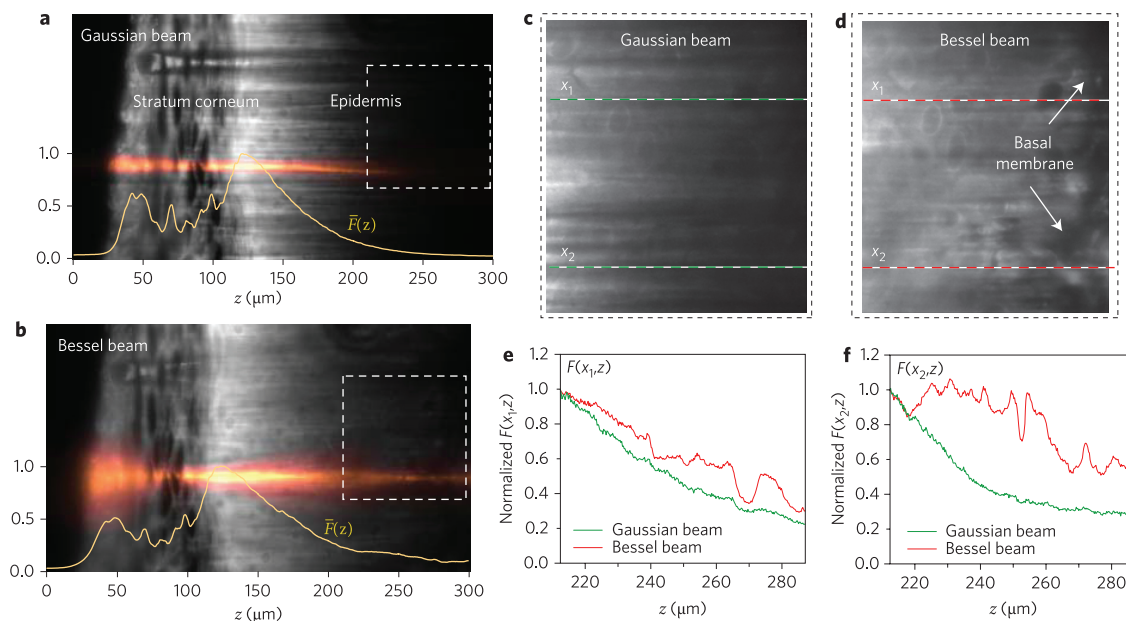 a
Gaussian beam
Stratum corneum
Epidermis
1.0
0.5
0.0
F̅(z)
0 50 100 150 200 250 300
z (µm)
b
Bessel beam
1.0
0.5
0.0
F̅(z)
0 50 100 150 200 250 300
z (µm)
c
Gaussian beam
x₁
x₂
d
Bessel beam
x₁
Basal
membrane
x₂
e
F(x₁,z)
Normalized F(x₁,z)
1.2
1.0
0.8
0.6
0.4
0.2
0.0
Gaussian beam
Bessel beam
220 240 260 280
z (µm)
f
F(x₂,z)
Normalized F(x₂,z)
1.2
1.0
0.8
0.6
0.4
0.2
0.0
Gaussian beam
Bessel beam
220 240 260 280
z (µm)